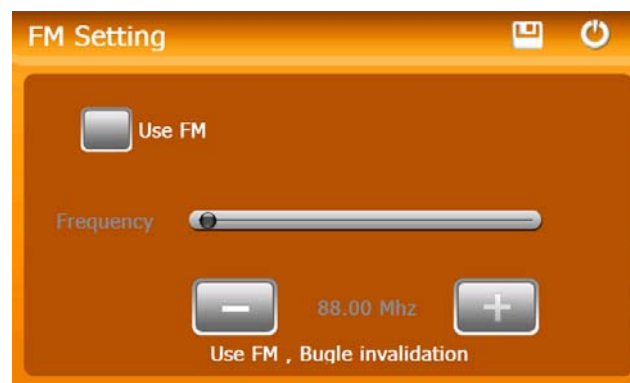 FM Setting
Use FM
Frequency
88.00 Mhz
Use FM , Bugle invalidation